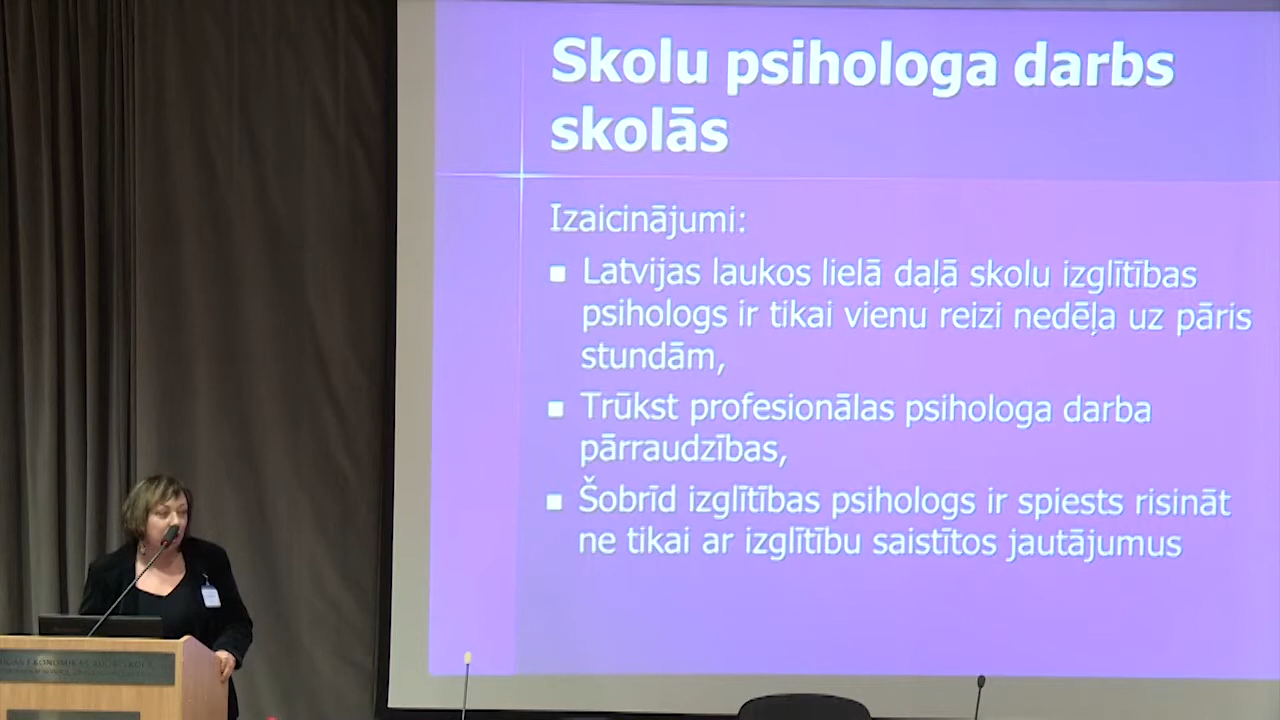 Skolu psihologa darbs
skolās
Izaicinājumi:
Latvijas laukos lielā daļā skolu izglītības
psihologs ir tikai vienu reizi nedēļa uz pāris
stundām,
Trūkst profesionālas psihologa darba
pārraudzības,
Šobrīd izglītības psihologs ir spiests risināt
ne tikai ar izglītību saistītos jautājumus